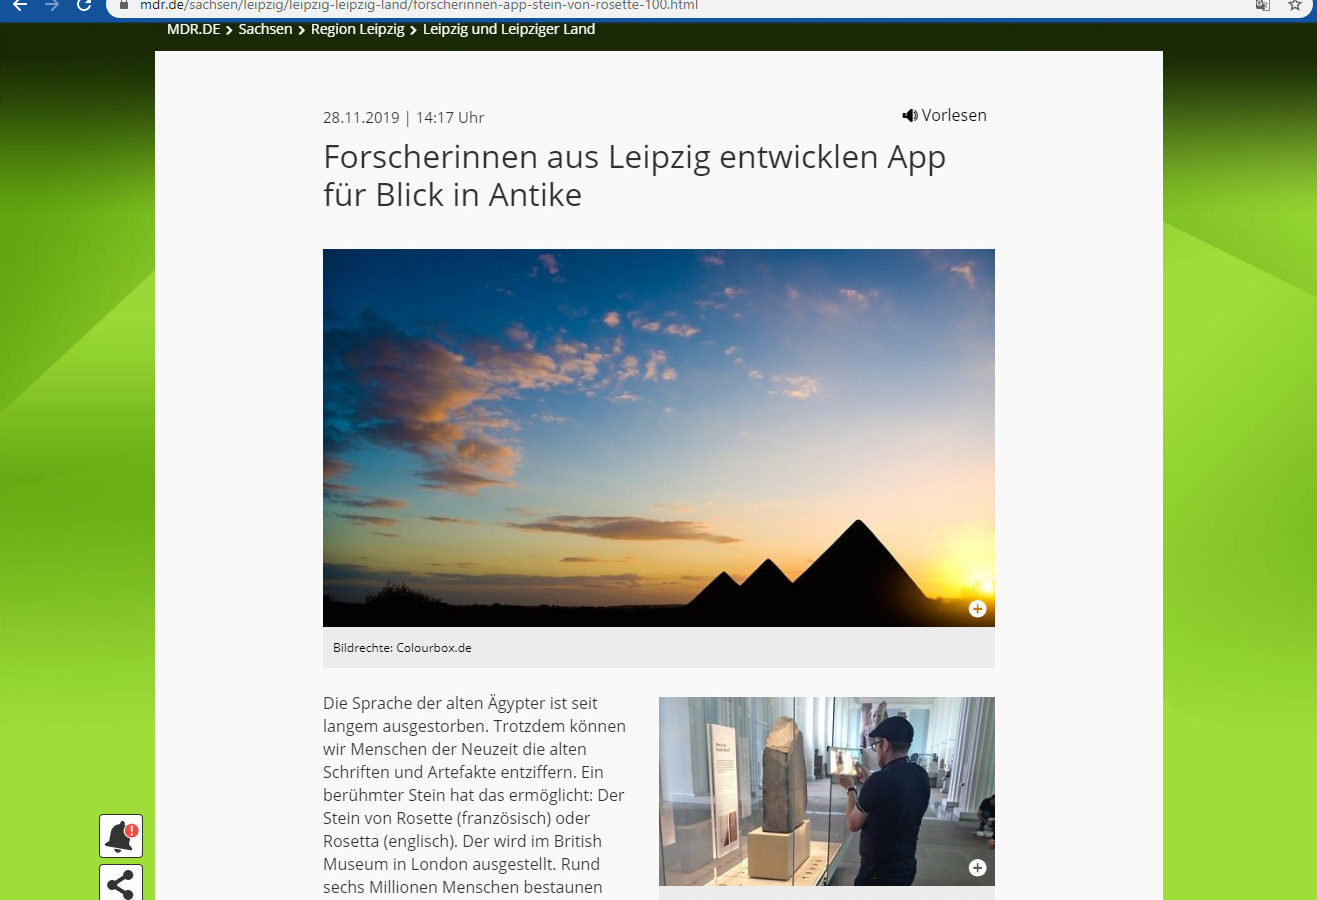 mdr.de/sachsen/leipzig/leipzig-leipzig-land/forscherinnen-app-stein-von-rosette-100.html
MDR.DE > Sachsen > Region Leipzig > Leipzig und Leipziger Land
28.11.2019 | 14:17 Uhr
Vorlesen
Forscherinnen aus Leipzig entwicklen App
für Blick in Antike
Bildrechte: Colourbox.de
Die Sprache der alten Ägypter ist seit
langem ausgestorben. Trotzdem können
wir Menschen der Neuzeit die alten
Schriften und Artefakte entziffern. Ein
berühmter Stein hat das ermöglicht: Der
Stein von Rosette (französisch) oder
Rosetta (englisch). Der wird im British
Museum in London ausgestellt. Rund
sechs Millionen Menschen bestaunen